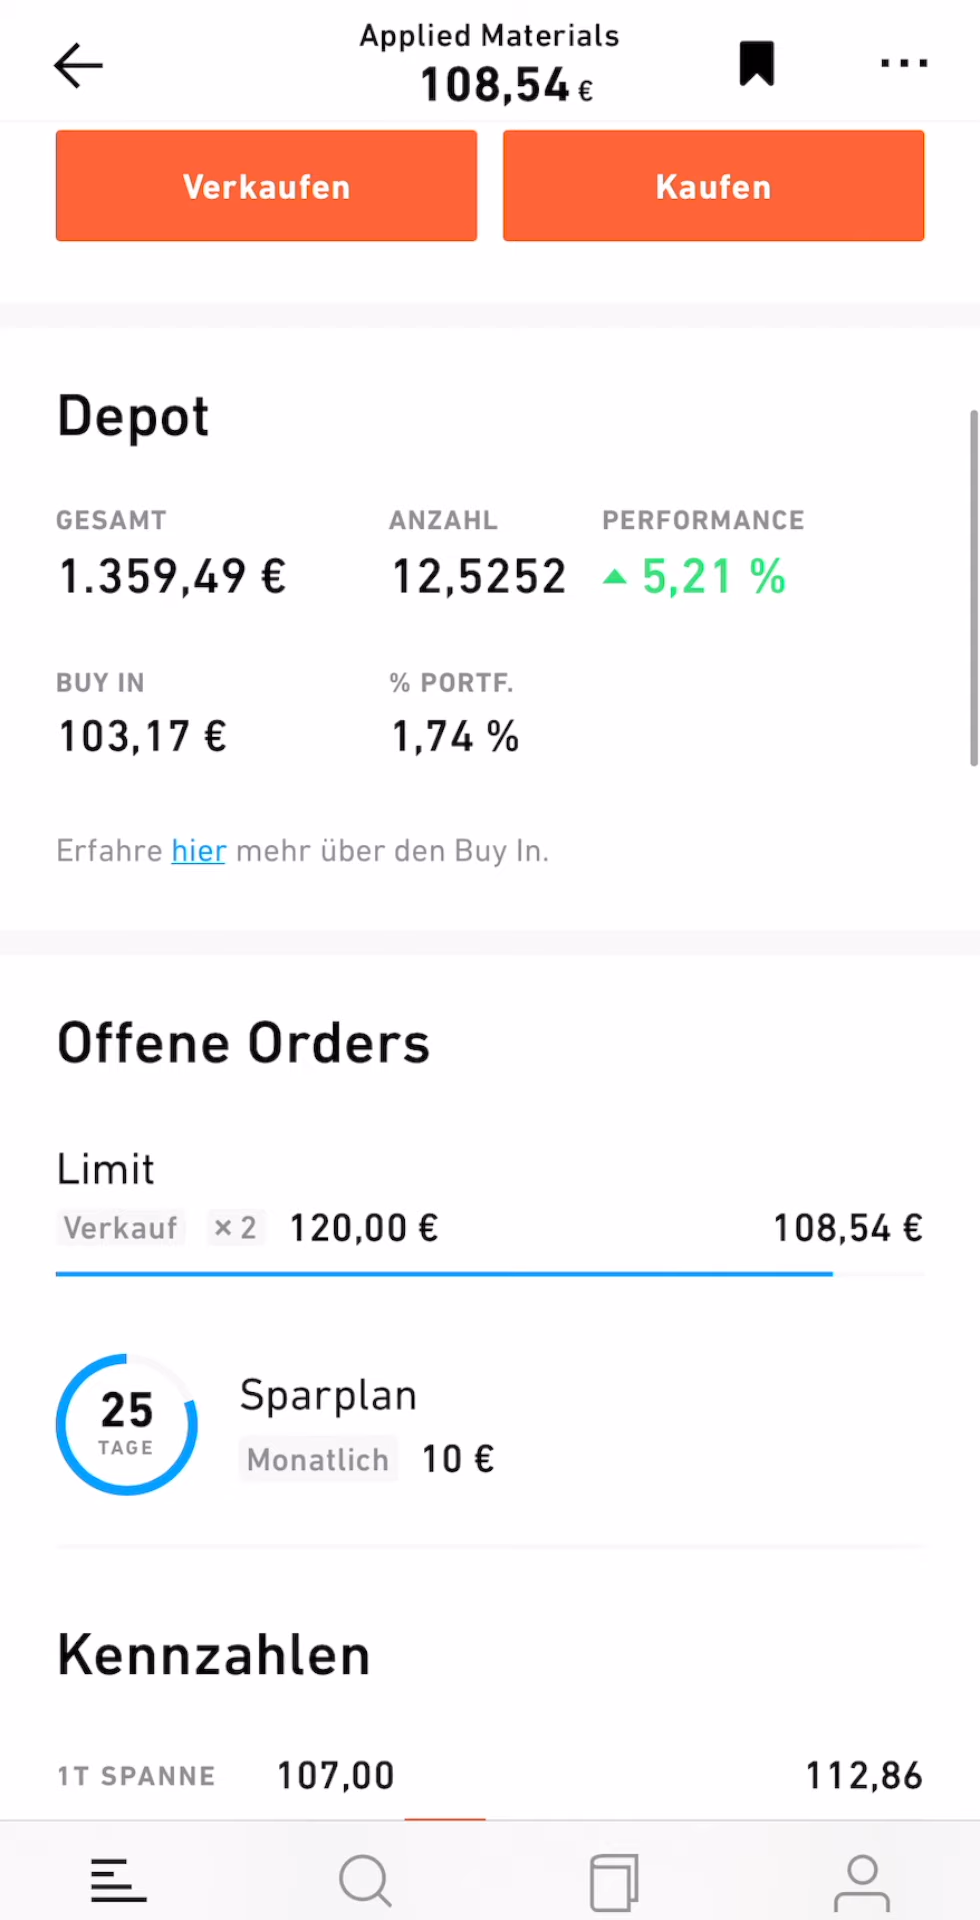 Applied Materials
108,54 €
Verkaufen Kaufen
Depot
GESAMT ANZAHL PERFORMANCE
1.359,49 € 12,5252 5,21 %
BUY IN % PORTF.
103,17 € 1,74 %
Erfahre hier mehr über den Buy In.
Offene Orders
Limit
Verkauf × 2 120,00 € 108,54 €
25
TAGE
Sparplan
Monatlich 10 €
Kennzahlen
1T SPANNE 107,00 112,86